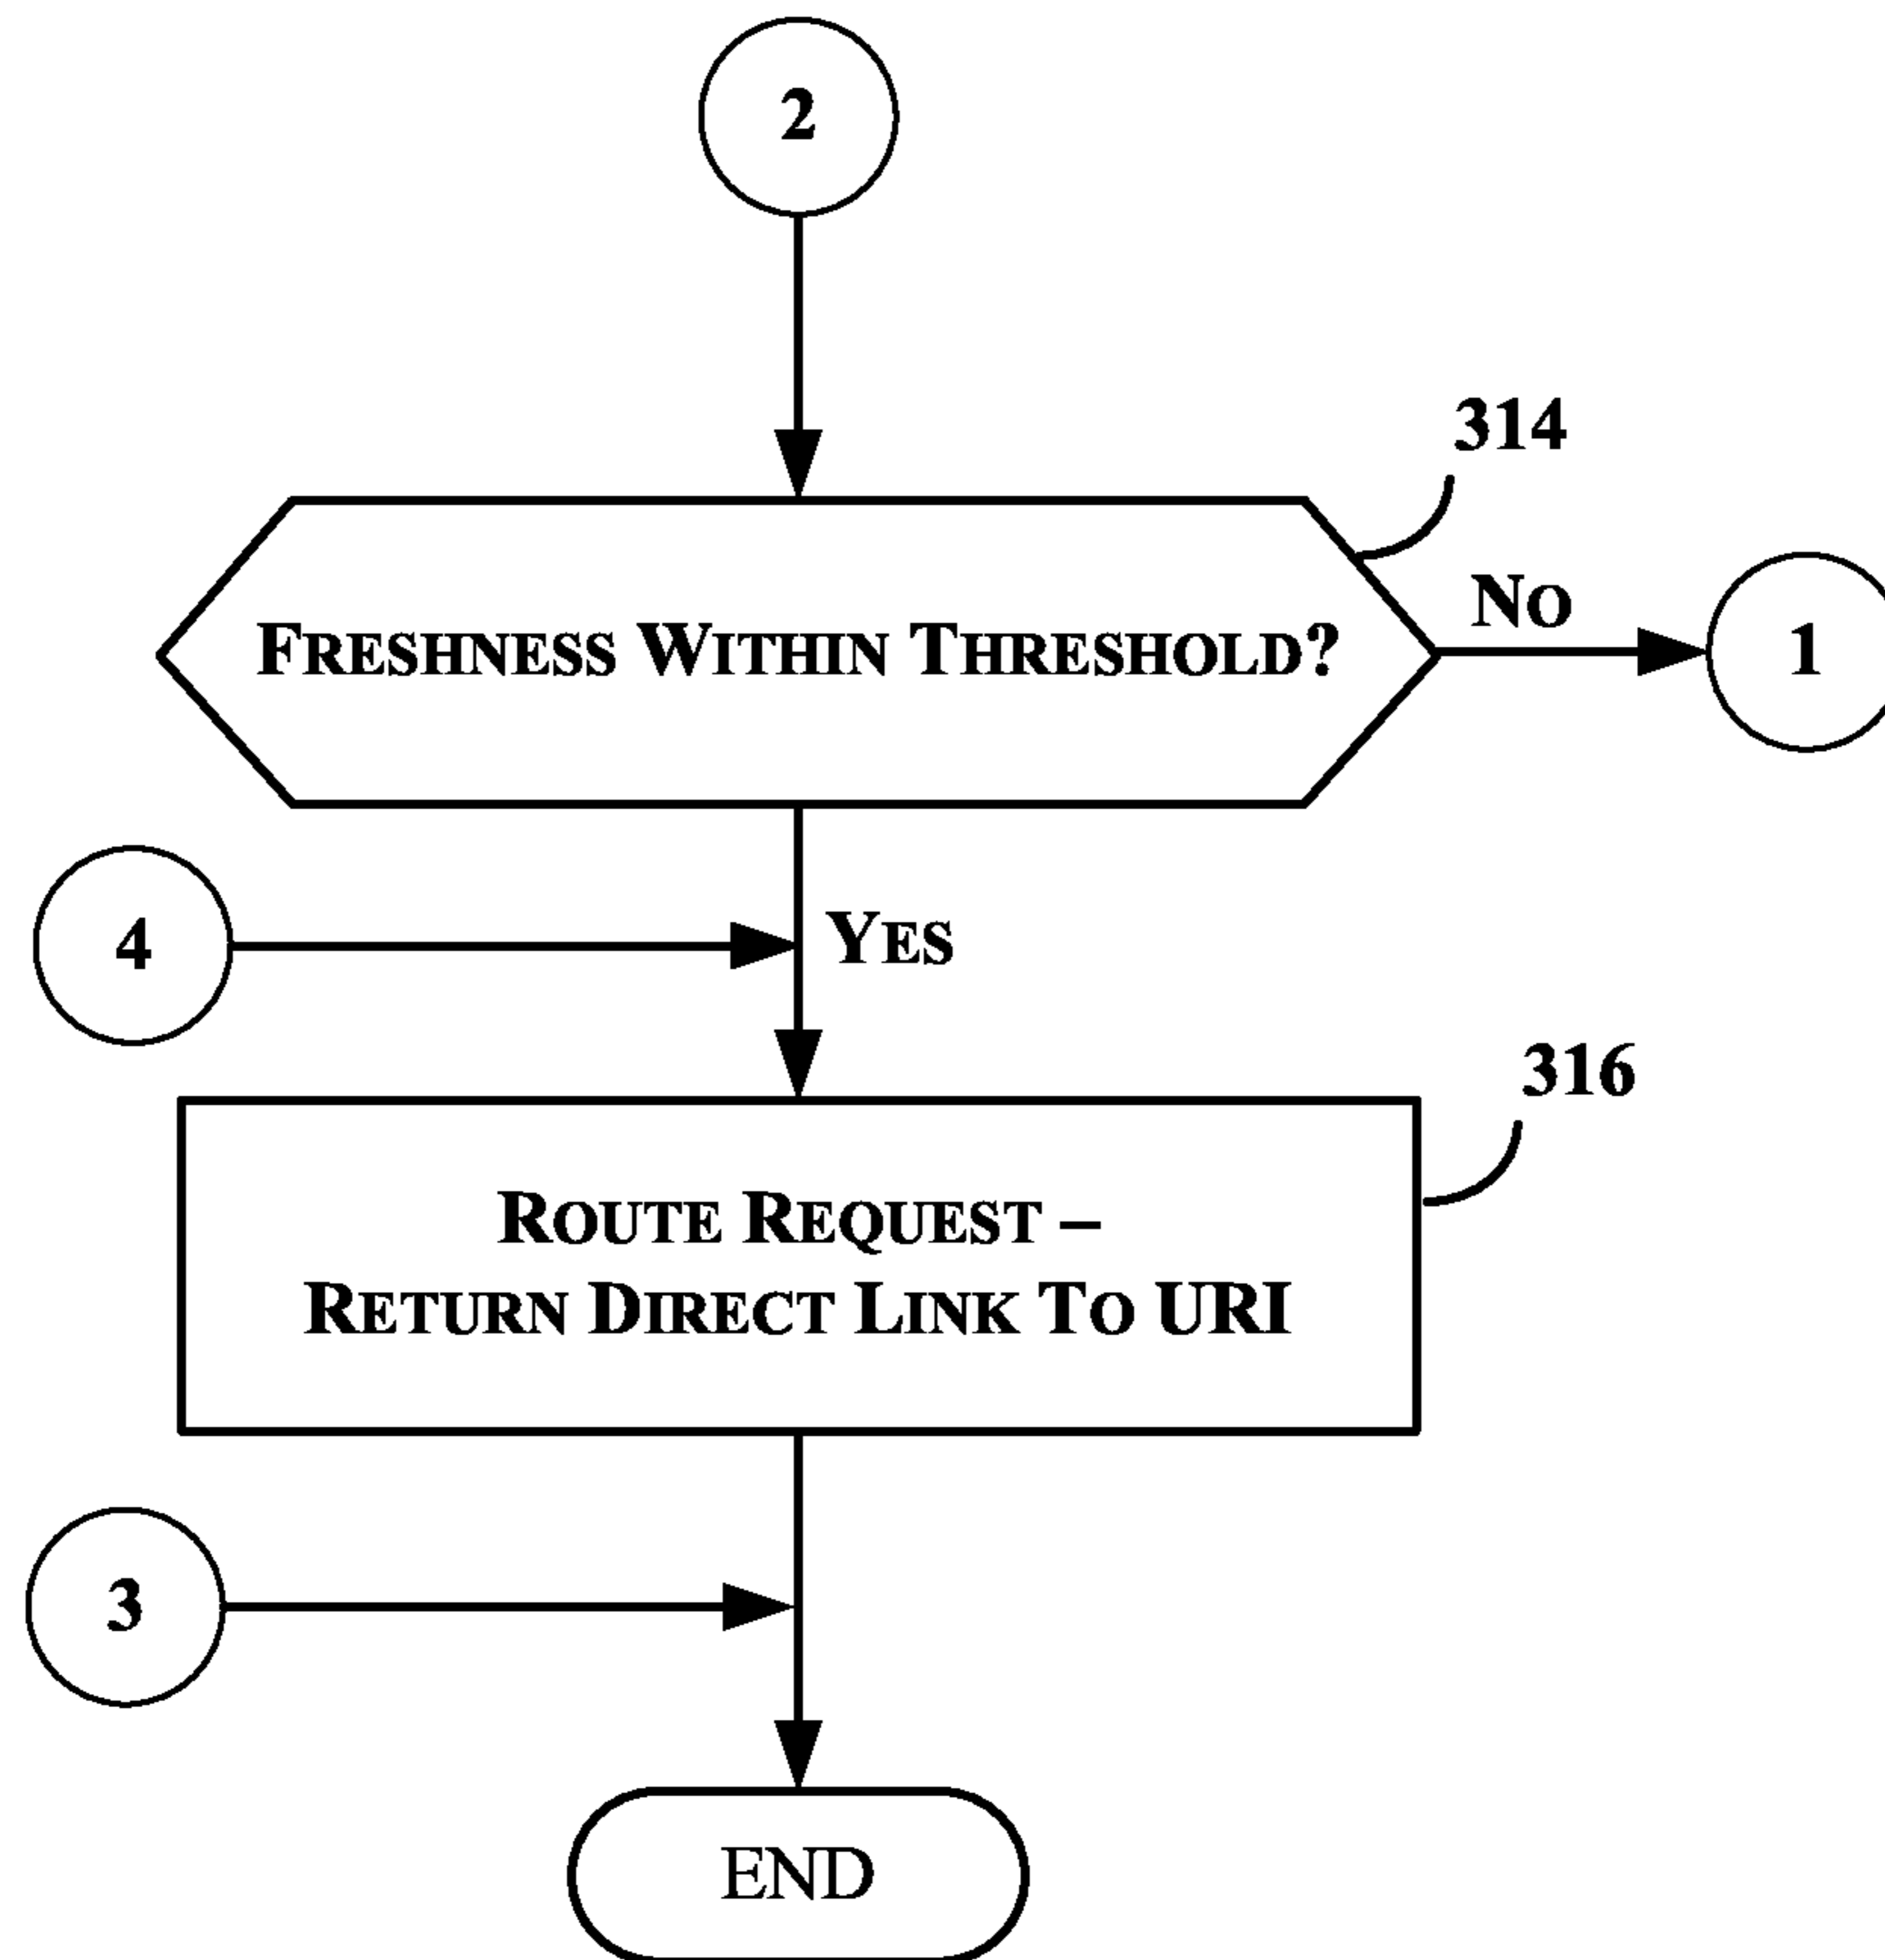 2
314
FRESHNESS WITHIN THRESHOLD?
NO
1
4
YES
316
ROUTE REQUEST –
RETURN DIRECT LINK TO URI
3
END